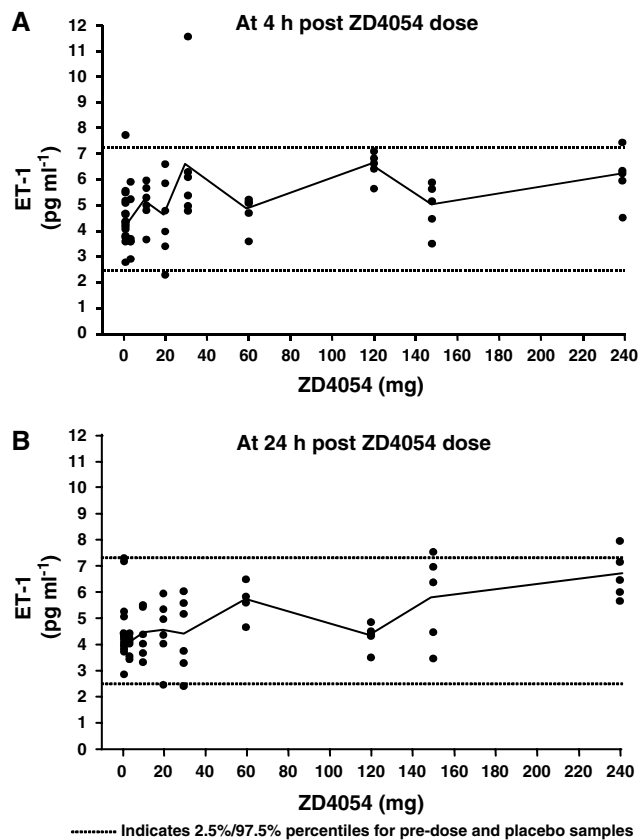 A
At 4 h post ZD4054 dose
12
11
10
9
8
7
6
5
4
3
2
1
0
ET-1
(pg ml⁻¹)
0 20 40 60 80 100 120 140 160 180 200 220 240
ZD4054 (mg)
B
At 24 h post ZD4054 dose
12
11
10
9
8
7
6
5
4
3
2
1
0
ET-1
(pg ml⁻¹)
0 20 40 60 80 100 120 140 160 180 200 220 240
ZD4054 (mg)
Indicates 2.5%/97.5% percentiles for pre-dose and placebo samples